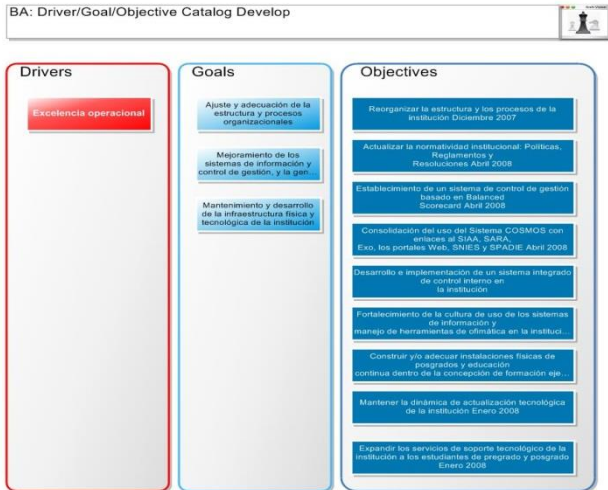 BA: Driver/Goal/Objective Catalog Develop
Drivers
Excelencia operacional
Goals
Ajuste y adecuación de la
estructura y procesos
organizacionales
Mejoramiento de los
sistemas de información y
control de gestión, y la gen...
Mantenimiento y desarrollo
de la infraestructura física y
tecnológica de la institución
Objectives
Reorganizar la estructura y los procesos de la
institución Diciembre 2007
Actualizar la normatividad institucional: Políticas,
Reglamentos y
Resoluciones Abril 2008
Establecimiento de un sistema de control de gestión
basado en Balanced
Scorecard Abril 2008
Consolidación del uso del Sistema COSMOS con
enlaces al SIAA, SARA,
Exo, los portales Web, SNIES y SPADIE Abril 2008
Desarrollo e implementación de un sistema integrado
de control interno en
la institución
Fortalecimiento de la cultura de uso de los sistemas
de información y
manejo de herramientas de ofimática en la instituci...
Construir y/o adecuar instalaciones físicas de
posgrados y educación
continua dentro de la concepción de formación eje...
Mantener la dinámica de actualización tecnológica
de la institución Enero 2008
Expandir los servicios de soporte tecnológico de la
institución a los estudiantes de pregrado y posgrado
Enero 2008